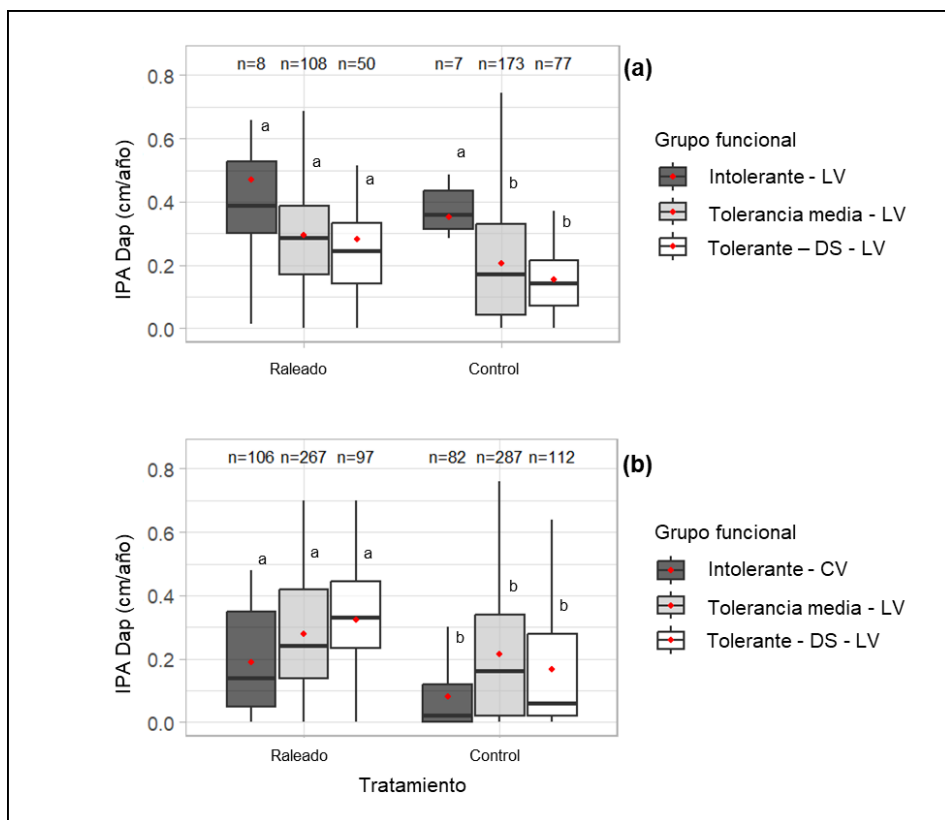 n=8 n=108 n=50 n=7 n=173 n=77 (a)
0.8
0.6
0.4
0.2
0.0
IPA Dap (cm/año)
a a a a b b
Raleado Control
Grupo funcional
Intolerante - LV
Tolerancia media - LV
Tolerante – DS - LV
n=106 n=267 n=97 n=82 n=287 n=112 (b)
0.8
0.6
0.4
0.2
0.0
IPA Dap (cm/año)
a a a b b b
Raleado Control
Tratamiento
Grupo funcional
Intolerante - CV
Tolerancia media - LV
Tolerante - DS - LV